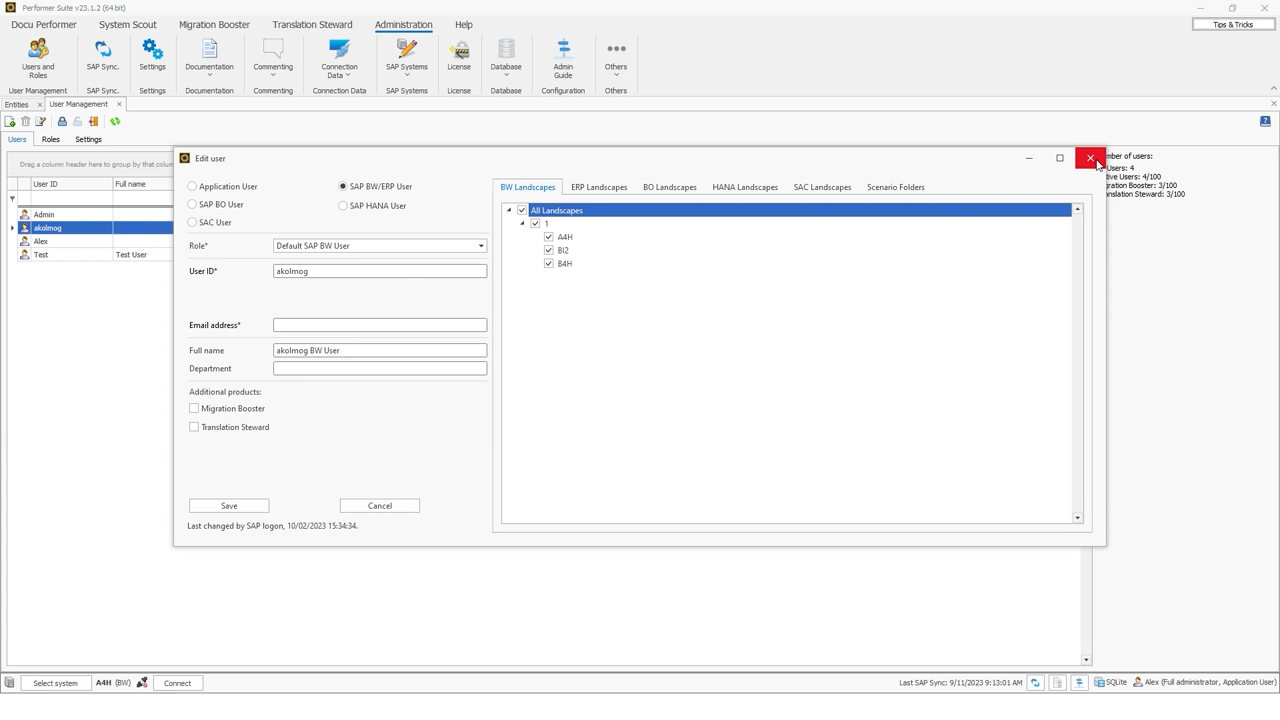 Performer Suite v23.1.2 (64 bit)
Docu Performer System Scout Migration Booster Translation Steward Administration Help
Tips & Tricks
Users and Roles SAP Sync. Settings Documentation Commenting Connection Data SAP Systems License Database Admin Guide Others
User Management SAP Sync. Settings Documentation Commenting Connection Data SAP Systems License Database Configuration Others
Entities User Management
Users Roles Settings
Drag a column header here to group by that colum
User ID Full name
Admin
akolmog
Alex
Test Test User
Edit user
Application User SAP BW/ERP User
SAP BO User SAP HANA User
SAC User
Role* Default SAP BW User
User ID* akolmog
Email address*
Full name akolmog BW User
Department
Additional products:
Migration Booster
Translation Steward
Save Cancel
Last changed by SAP logon, 10/02/2023 15:34:34.
BW Landscapes ERP Landscapes BO Landscapes HANA Landscapes SAC Landscapes Scenario Folders
All Landscapes
1
A4H
BI2
B4H
mber of users:
Users: 4
tive Users: 4/100
gration Booster: 3/100
anslation Steward: 3/100
Select system A4H (BW) Connect Last SAP Sync: 9/11/2023 9:13:01 AM SQLite Alex (Full administrator, Application User)